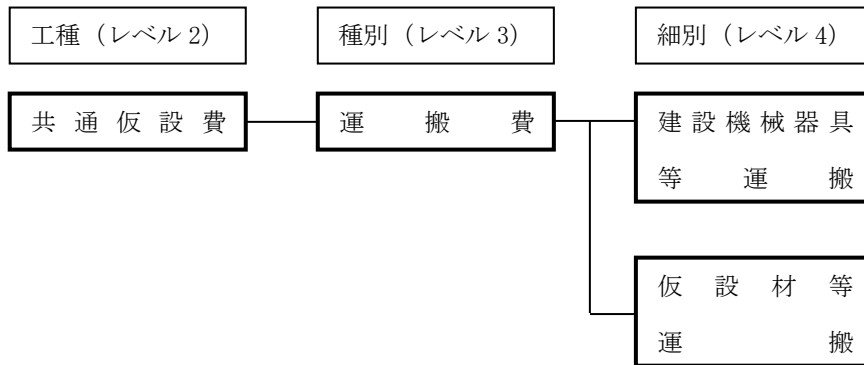 工種（レベル2）
種別（レベル3）
細別（レベル4）
共通仮設費
運搬費
建設機械器具
等運搬
仮設材等
運搬